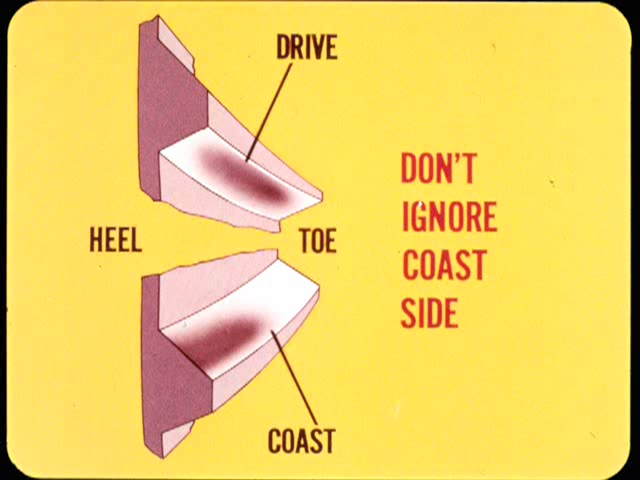 DRIVE
HEEL
TOE
COAST
DON'T
IGNORE
COAST
SIDE